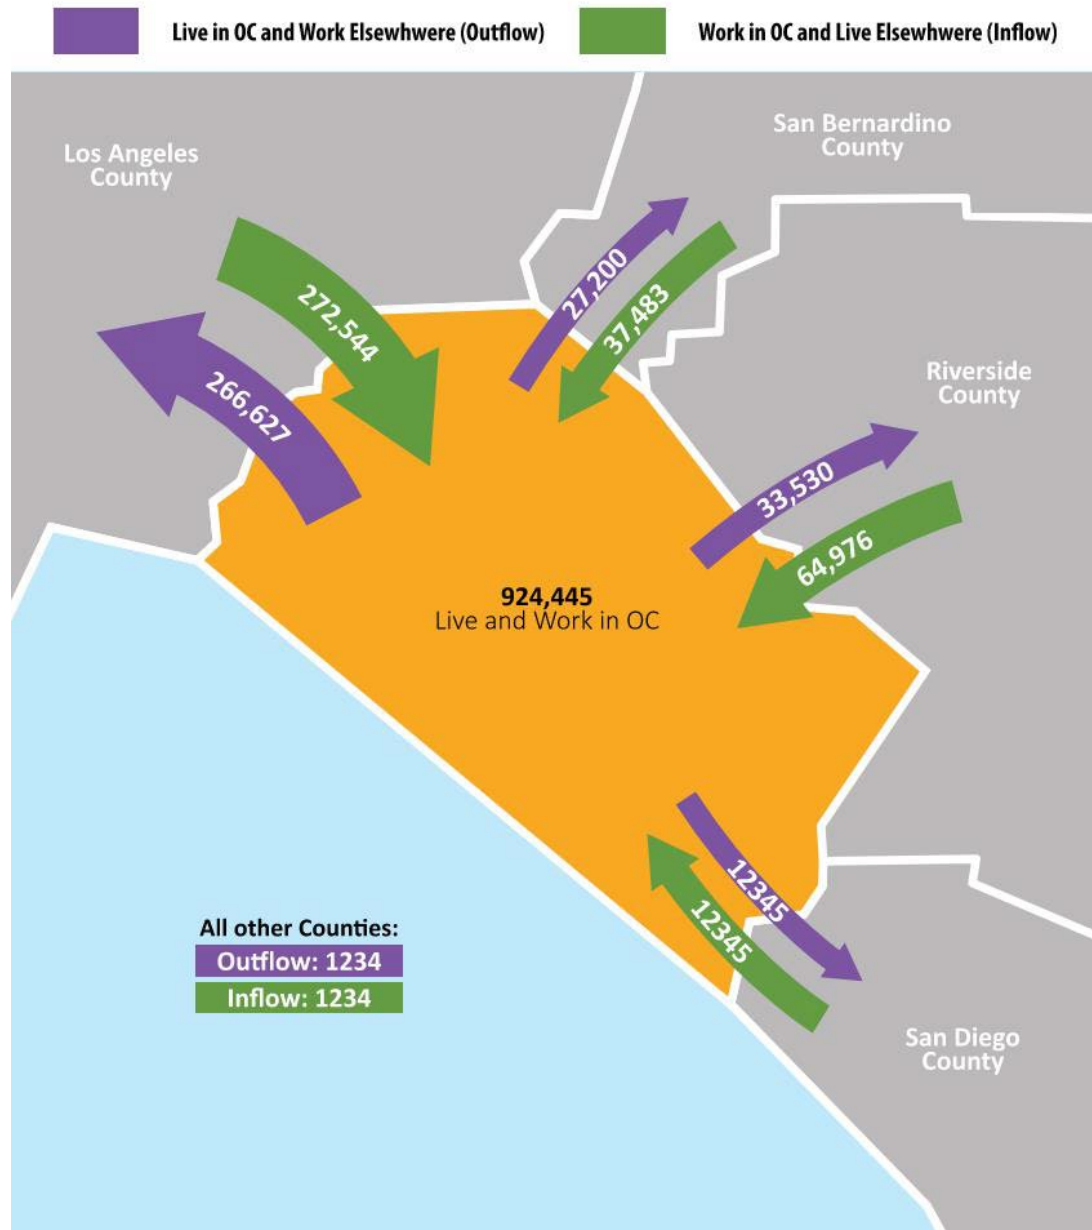 Live in OC and Work Elsewhwere (Outflow)
Work in OC and Live Elsewhwere (Inflow)
San Bernardino
County
Los Angeles
County
27,200
37,483
272,544
266,627
Riverside
County
33,530
64,976
924,445
Live and Work in OC
12345
12345
All other Counties:
Outflow: 1234
Inflow: 1234
San Diego
County